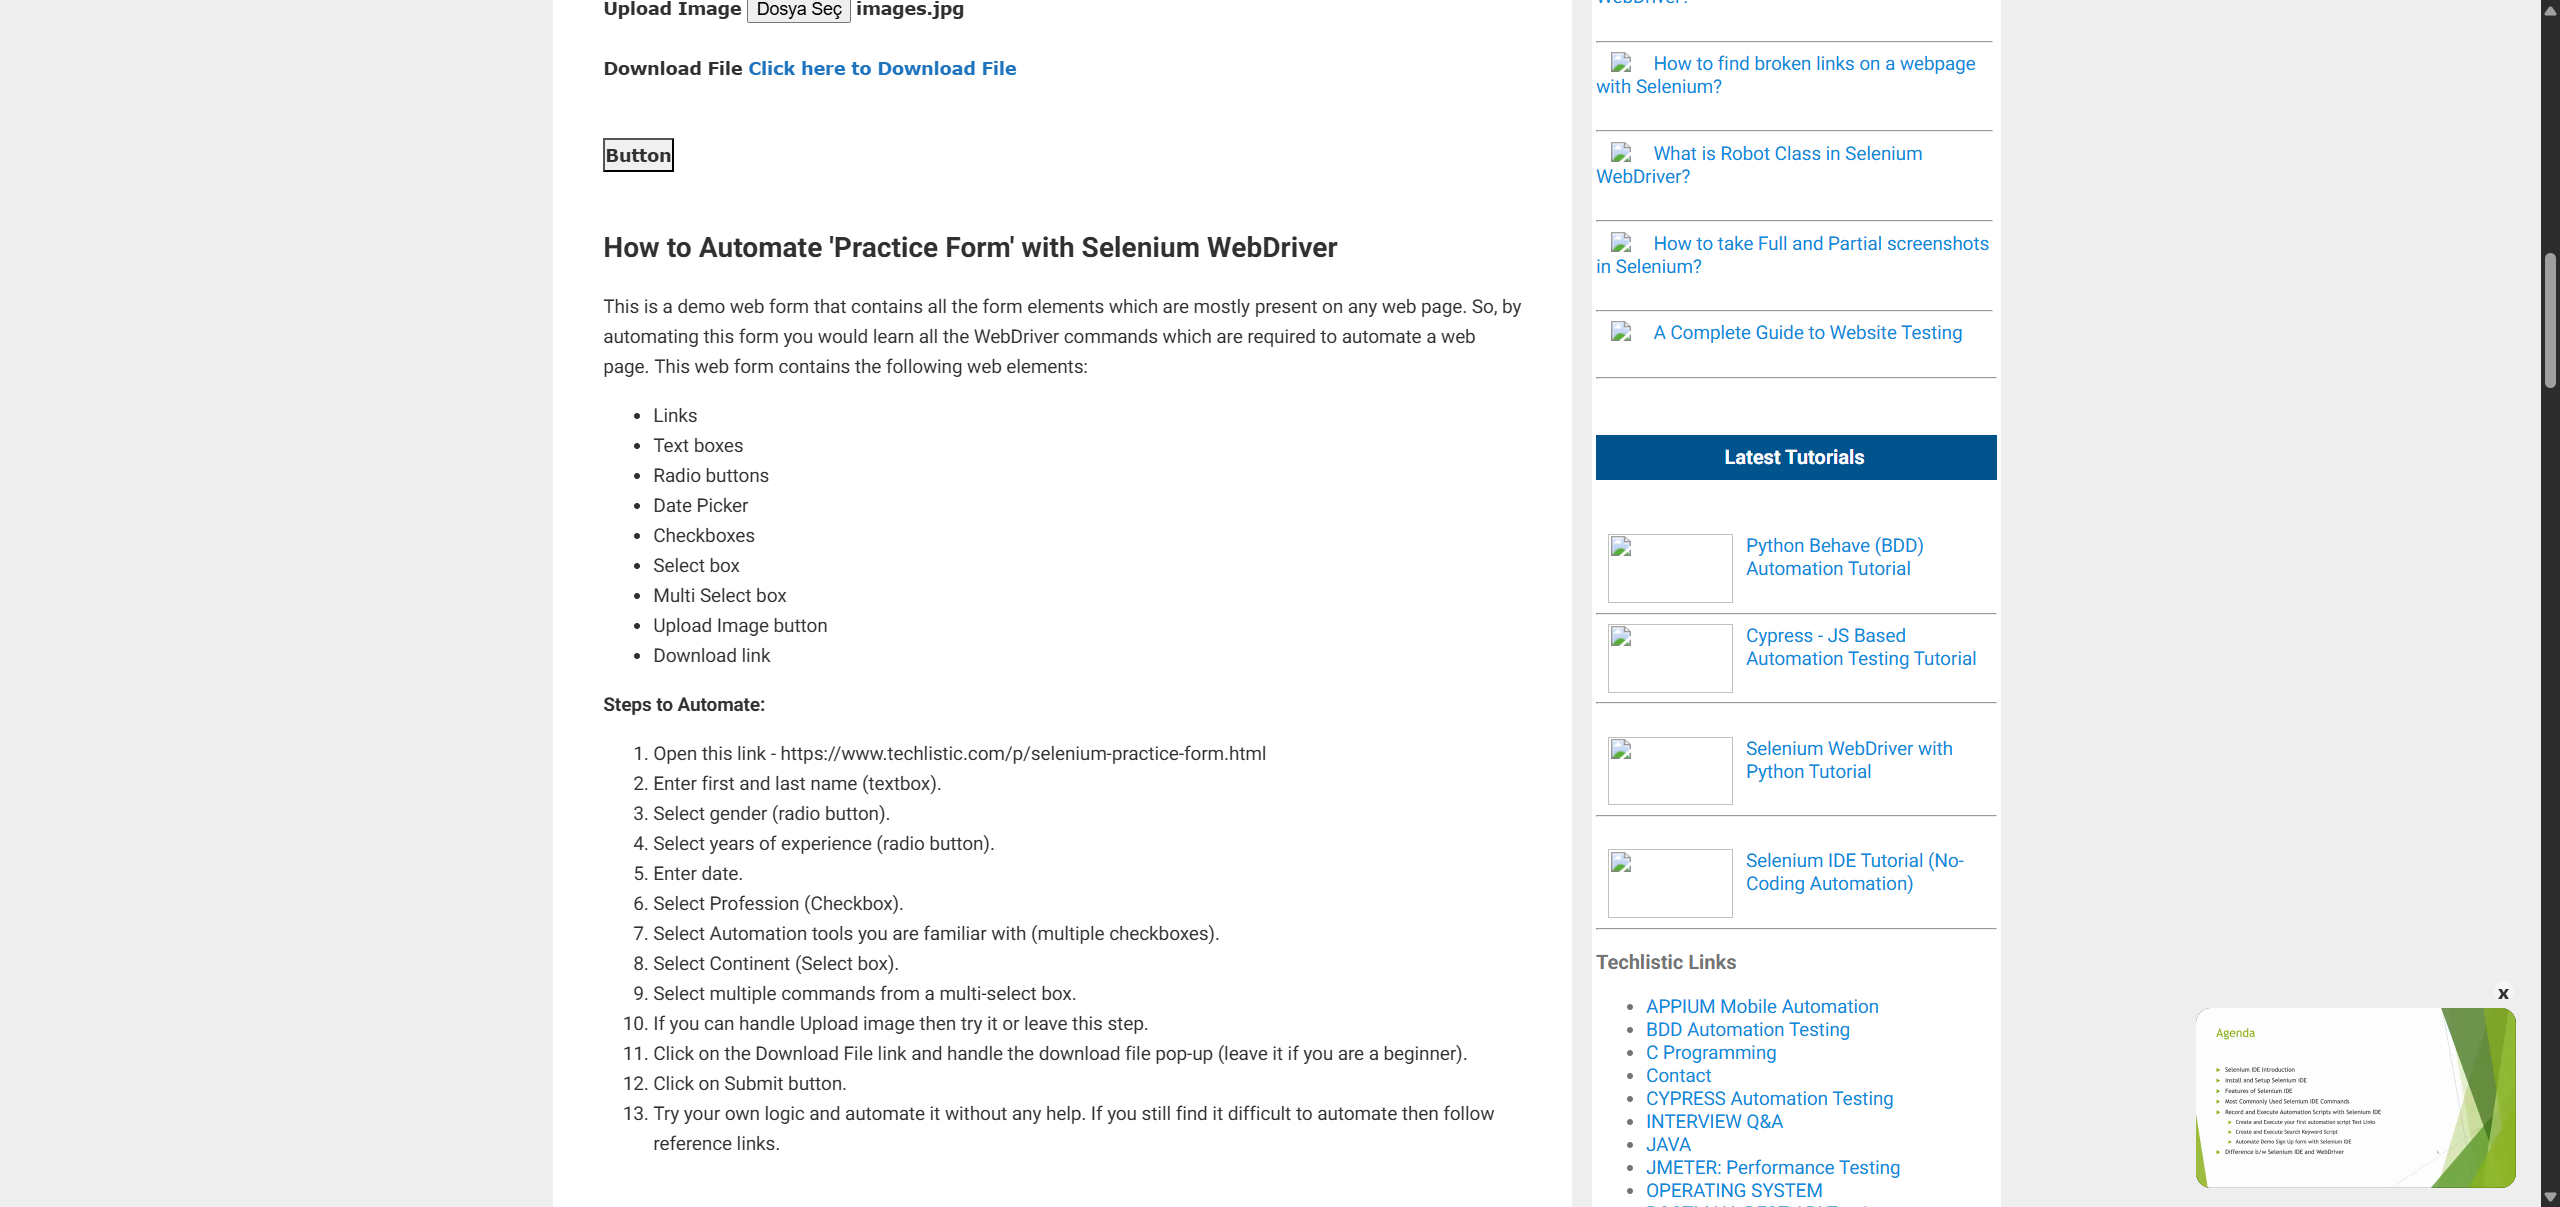 Upload Image Dosya Seç images.jpg
Download File Click here to Download File
Button
How to Automate 'Practice Form' with Selenium WebDriver
This is a demo web form that contains all the form elements which are mostly present on any web page. So, by
automating this form you would learn all the WebDriver commands which are required to automate a web
page. This web form contains the following web elements:
Links
Text boxes
Radio buttons
Date Picker
Checkboxes
Select box
Multi Select box
Upload Image button
Download link
Steps to Automate:
1. Open this link - https://www.techlistic.com/p/selenium-practice-form.html
2. Enter first and last name (textbox).
3. Select gender (radio button).
4. Select years of experience (radio button).
5. Enter date.
6. Select Profession (Checkbox).
7. Select Automation tools you are familiar with (multiple checkboxes).
8. Select Continent (Select box).
9. Select multiple commands from a multi-select box.
10. If you can handle Upload image then try it or leave this step.
11. Click on the Download File link and handle the download file pop-up (leave it if you are a beginner).
12. Click on Submit button.
13. Try your own logic and automate it without any help. If you still find it difficult to automate then follow
reference links.
How to find broken links on a webpage
with Selenium?
What is Robot Class in Selenium
WebDriver?
How to take Full and Partial screenshots
in Selenium?
A Complete Guide to Website Testing
Latest Tutorials
Python Behave (BDD)
Automation Tutorial
Cypress - JS Based
Automation Testing Tutorial
Selenium WebDriver with
Python Tutorial
Selenium IDE Tutorial (No-
Coding Automation)
Techlistic Links
APPIUM Mobile Automation
BDD Automation Testing
C Programming
Contact
CYPRESS Automation Testing
INTERVIEW Q&A
JAVA
JMETER: Performance Testing
OPERATING SYSTEM
x
Agenda
Selenium IDE Introduction
Install and Setup Selenium IDE
Features of Selenium IDE
Most Commonly Used Selenium IDE Commands
Record and Execute Automation Scripts with Selenium IDE
Create and Execute your first automation script Test Links
Create and Execute Search Keyword Script
Automate Demo Sign Up form with Selenium IDE
Difference b/w Selenium IDE and WebDriver